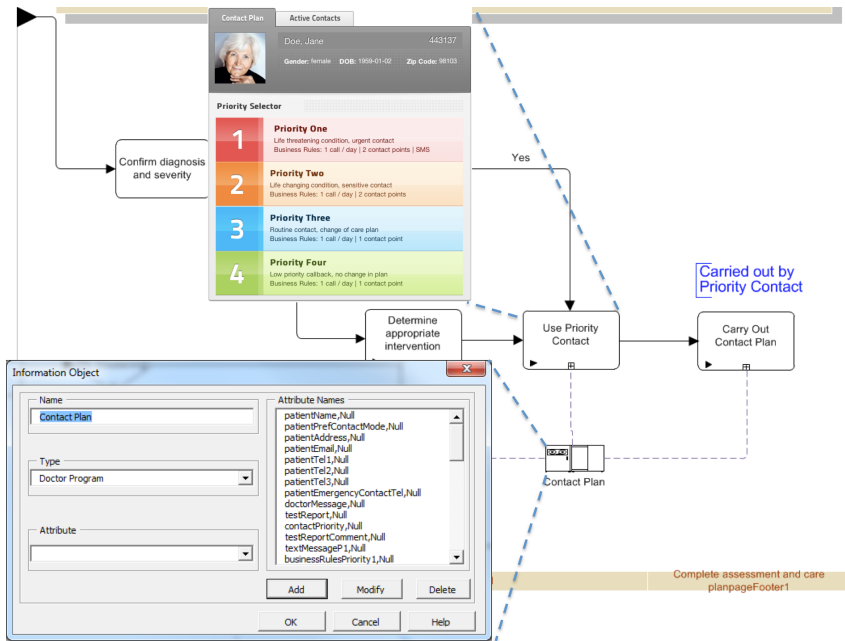 Contact Plan
Active Contacts
Doe, Jane
443137
Gender: female DOB: 1959-01-02 Zip Code: 98103
Priority Selector
1
Priority One
Life threatening condition, urgent contact
Business Rules: 1 call / day | 2 contact points | SMS
2
Priority Two
Life changing condition, sensitive contact
Business Rules: 1 call / day | 2 contact points
3
Priority Three
Routine contact, change of care plan
Business Rules: 1 call / day | 1 contact point
4
Priority Four
Low priority callback, no change in plan
Business Rules: 1 call / day | 1 contact point
Confirm diagnosis
and severity
Yes
Carried out by
Priority Contact
Determine
appropriate
intervention
Use Priority
Contact
Carry Out
Contact Plan
Information Object
Name
Contact Plan
Type
Doctor Program
Attribute
Attribute Names
patientName,Null
patientPrefContactMode,Null
patientAddress,Null
patientEmail,Null
patientTel1,Null
patientTel2,Null
patientTel3,Null
patientEmergencyContactTel,Null
doctorMessage,Null
testReport,Null
contactPriority,Null
testReportComment,Null
textMessageP1,Null
businessRulesPriority1,Null
Add
Modify
Delete
OK
Cancel
Help
Contact Plan
Complete assessment and care
planpageFooter1